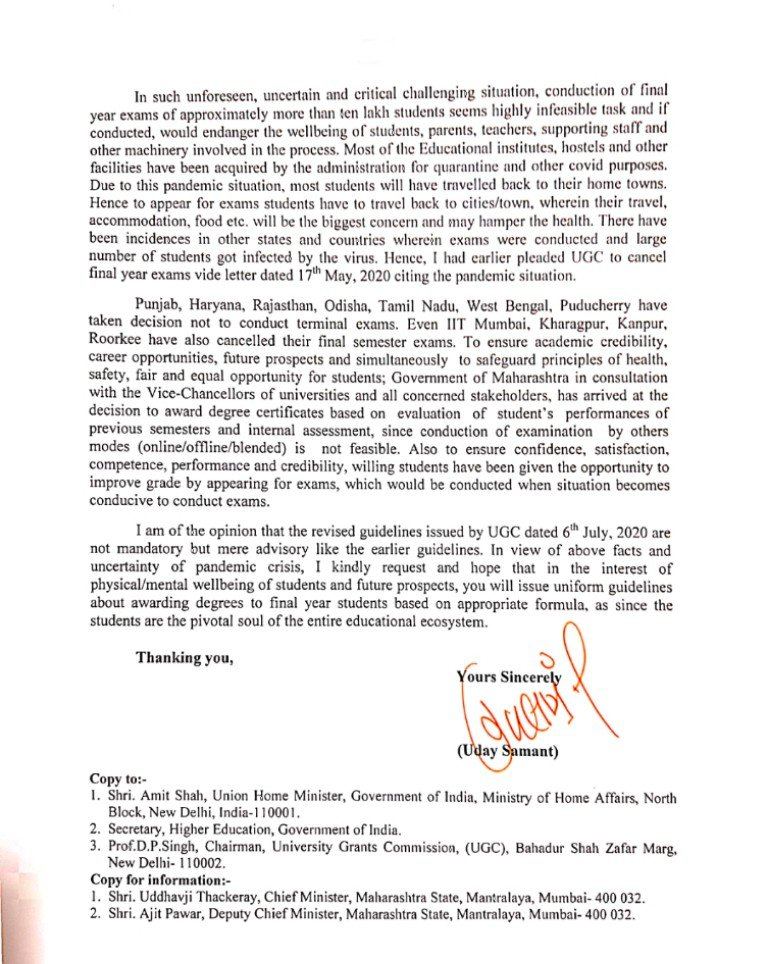 In such unforeseen, uncertain and critical challenging situation, conduction of final
year exams of approximately more than ten lakh students seems highly infeasible task and if
conducted, would endanger the wellbeing of students, parents, teachers, supporting staff and
other machinery involved in the process. Most of the Educational institutes, hostels and other
facilities have been acquired by the administration for quarantine and other covid purposes.
Due to this pandemic situation, most students will have travelled back to their home towns.
Hence to appear for exams students have to travel back to cities/town, wherein their travel,
accommodation, food etc. will be the biggest concern and may hamper the health. There have
been incidences in other states and countries wherein exams were conducted and large
number of students got infected by the virus. Hence, I had earlier pleaded UGC to cancel
final year exams vide letter dated 17th May, 2020 citing the pandemic situation.
Punjab, Haryana, Rajasthan, Odisha, Tamil Nadu, West Bengal, Puducherry have
taken decision not to conduct terminal exams. Even IIT Mumbai, Kharagpur, Kanpur,
Roorkee have also cancelled their final semester exams. To ensure academic credibility,
career opportunities, future prospects and simultaneously to safeguard principles of health,
safety, fair and equal opportunity for students; Government of Maharashtra in consultation
with the Vice-Chancellors of universities and all concerned stakeholders, has arrived at the
decision to award degree certificates based on evaluation of student's performances of
previous semesters and internal assessment, since conduction of examination by others
modes (online/offline/blended) is not feasible. Also to ensure confidence, satisfaction,
competence, performance and credibility, willing students have been given the opportunity to
improve grade by appearing for exams, which would be conducted when situation becomes
conducive to conduct exams.
I am of the opinion that the revised guidelines issued by UGC dated 6th July, 2020 are
not mandatory but mere advisory like the earlier guidelines. In view of above facts and
uncertainty of pandemic crisis, I kindly request and hope that in the interest of
physical/mental wellbeing of students and future prospects, you will issue uniform guidelines
about awarding degrees to final year students based on appropriate formula, as since the
students are the pivotal soul of the entire educational ecosystem.
Thanking you,
Yours Sincerely
(Uday Samant)
Copy to:-
1. Shri. Amit Shah, Union Home Minister, Government of India, Ministry of Home Affairs, North
Block, New Delhi, India-110001.
2. Secretary, Higher Education, Government of India.
3. Prof.D.P.Singh, Chairman, University Grants Commission, (UGC), Bahadur Shah Zafar Marg,
New Delhi- 110002.
Copy for information:-
1. Shri. Uddhavji Thackeray, Chief Minister, Maharashtra State, Mantralaya, Mumbai- 400 032.
2. Shri. Ajit Pawar, Deputy Chief Minister, Maharashtra State, Mantralaya, Mumbai- 400 032.